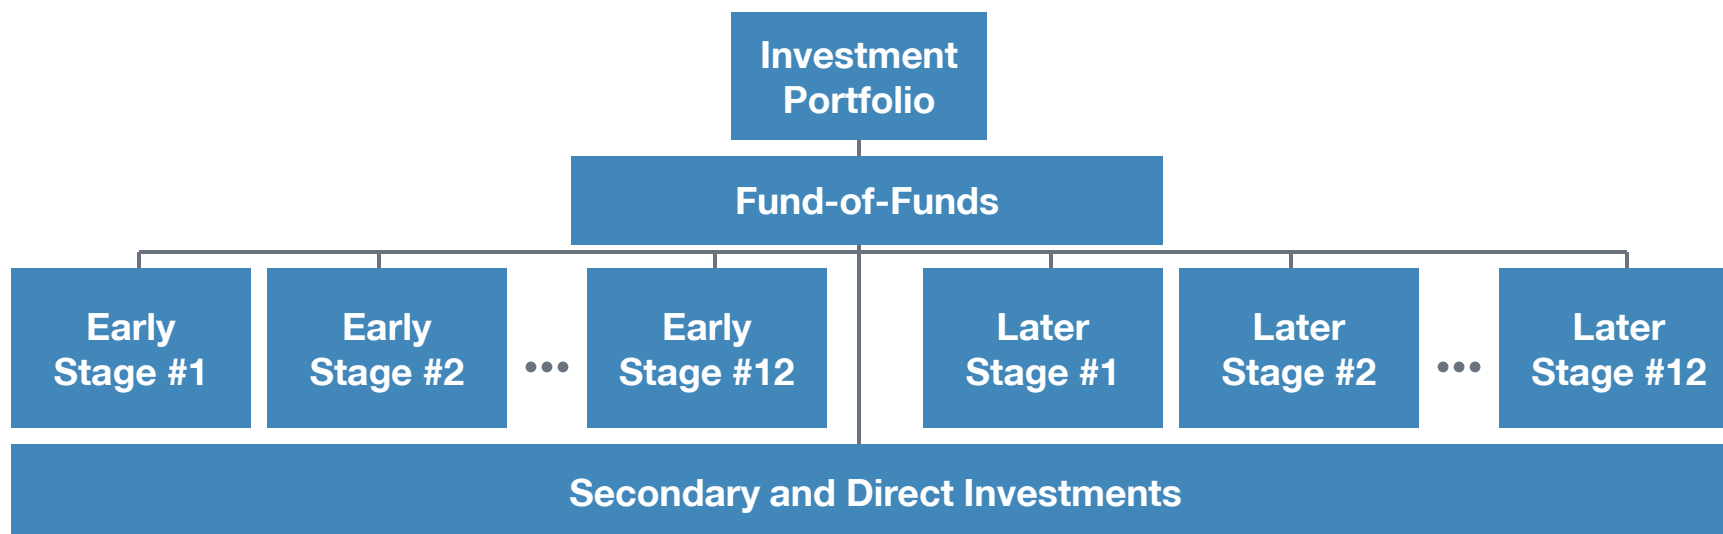 Investment
Portfolio
Fund-of-Funds
Early
Stage #1
Early
Stage #2
•••
Early
Stage #12
Later
Stage #1
Later
Stage #2
•••
Later
Stage #12
Secondary and Direct Investments